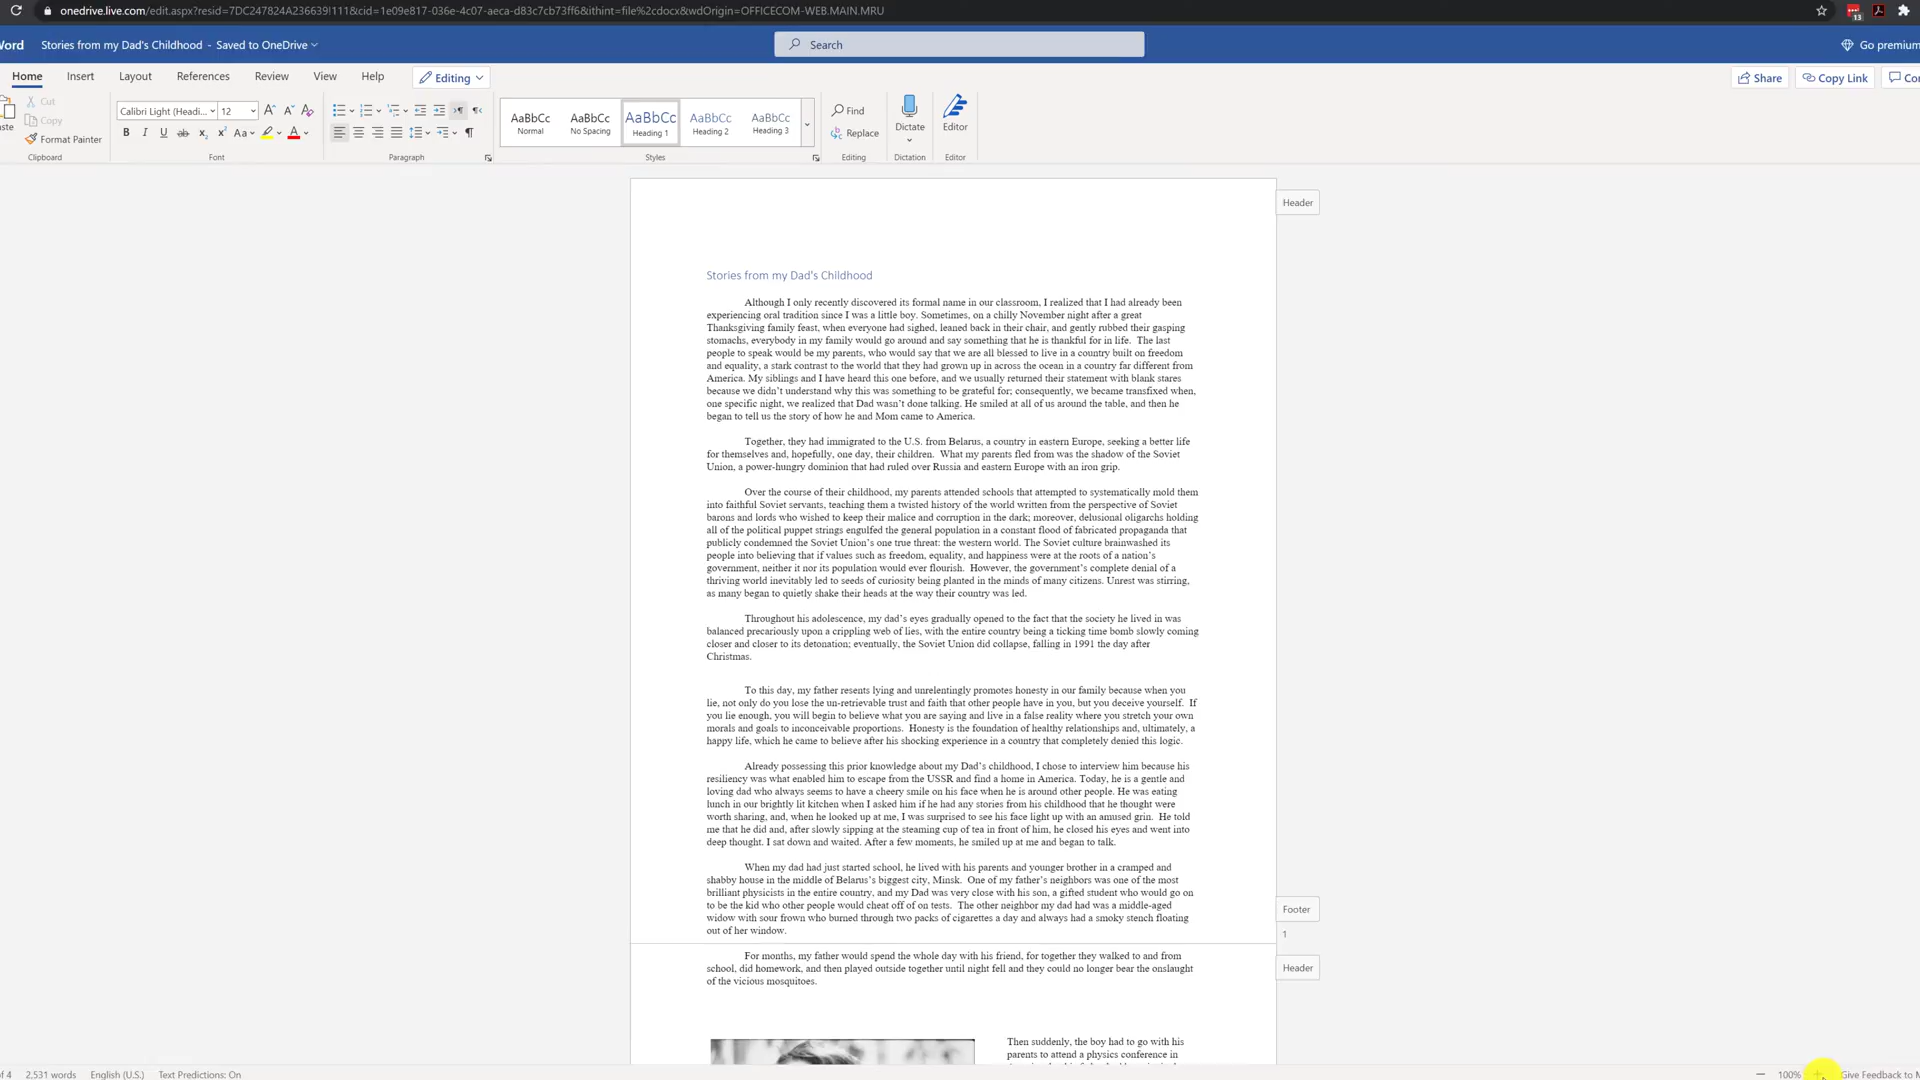 onedrive.live.com/edit.aspx?resid=7DC247824A236639!111&cid=1e09e817-036e-4c07-aeca-d83c7cb73ff6&ithint=file%2cdocx&wdOrigin=OFFICECOM-WEB.MAIN.MRU
13
Word
Stories from my Dad's Childhood - Saved to OneDrive
Search
Go premium
Home Insert Layout References Review View Help Editing
Share Copy Link
Cut
Copy
Format Painter
Clipboard
Calibri Light (Headi... 12
Font
Paragraph
AaBbCc Normal
AaBbCc No Spacing
AaBbCc Heading 1
AaBbCc Heading 2
AaBbCc Heading 3
Styles
Find
Replace
Editing
Dictate
Dictation
Editor
Editor
Header
Stories from my Dad's Childhood
Although I only recently discovered its formal name in our classroom, I realized that I had already been
experiencing oral tradition since I was a little boy. Sometimes, on a chilly November night after a great
Thanksgiving family feast, when everyone had sighed, leaned back in their chair, and gently rubbed their gasping
stomachs, everybody in my family would go around and say something that he is thankful for in life. The last
people to speak would be my parents, who would say that we are all blessed to live in a country built on freedom
and equality, a stark contrast to the world that they had grown up in across the ocean in a country far different from
America. My siblings and I have heard this one before, and we usually returned their statement with blank stares
because we didn't understand why this was something to be grateful for; consequently, we became transfixed when,
one specific night, we realized that Dad wasn't done talking. He smiled at all of us around the table, and then he
began to tell us the story of how he and Mom came to America.
Together, they had immigrated to the U.S. from Belarus, a country in eastern Europe, seeking a better life
for themselves and, hopefully, one day, their children. What my parents fled from was the shadow of the Soviet
Union, a power-hungry dominion that had ruled over Russia and eastern Europe with an iron grip.
Over the course of their childhood, my parents attended schools that attempted to systematically mold them
into faithful Soviet servants, teaching them a twisted history of the world written from the perspective of Soviet
barons and lords who wished to keep their malice and corruption in the dark; moreover, delusional oligarchs holding
all of the political puppet strings engulfed the general population in a constant flood of fabricated propaganda that
publicly condemned the Soviet Union's one true threat: the western world. The Soviet culture brainwashed its
people into believing that if values such as freedom, equality, and happiness were at the roots of a nation's
government, neither it nor its population would ever flourish. However, the government's complete denial of a
thriving world inevitably led to seeds of curiosity being planted in the minds of many citizens. Unrest was stirring,
as many began to quietly shake their heads at the way their country was led.
Throughout his adolescence, my dad's eyes gradually opened to the fact that the society he lived in was
balanced precariously upon a crippling web of lies, with the entire country being a ticking time bomb slowly coming
closer and closer to its detonation; eventually, the Soviet Union did collapse, falling in 1991 the day after
Christmas.
To this day, my father resents lying and unrelentingly promotes honesty in our family because when you
lie, not only do you lose the un-retrievable trust and faith that other people have in you, but you deceive yourself. If
you lie enough, you will begin to believe what you are saying and live in a false reality where you stretch your own
morals and goals to inconceivable proportions. Honesty is the foundation of healthy relationships and, ultimately, a
happy life, which he came to believe after his shocking experience in a country that completely denied this logic.
Already possessing this prior knowledge about my Dad's childhood, I chose to interview him because his
resiliency was what enabled him to escape from the USSR and find a home in America. Today, he is a gentle and
loving dad who always seems to have a cheery smile on his face when he is around other people. He was eating
lunch in our brightly lit kitchen when I asked him if he had any stories from his childhood that he thought were
worth sharing, and, when he looked up at me, I was surprised to see his face light up with an amused grin. He told
me that he did and, after slowly sipping at the steaming cup of tea in front of him, he closed his eyes and went into
deep thought. I sat down and waited. After a few moments, he smiled up at me and began to talk.
When my dad had just started school, he lived with his parents and younger brother in a cramped and
shabby house in the middle of Belarus's biggest city, Minsk. One of my father's neighbors was one of the most
brilliant physicists in the entire country, and my Dad was very close with his son, a gifted student who would go on
to be the kid who other people would cheat off of on tests. The other neighbor my dad had was a middle-aged
widow with sour frown who burned through two packs of cigarettes a day and always had a smoky stench floating
out of her window.
Footer
1
For months, my father would spend the whole day with his friend, for together they walked to and from
school, did homework, and then played outside together until night fell and they could no longer bear the onslaught
of the vicious mosquitoes.
Header
Then suddenly, the boy had to go with his
parents to attend a physics conference in
of 4 2,531 words English (U.S.) Text Predictions: On
100% Give Feedback to